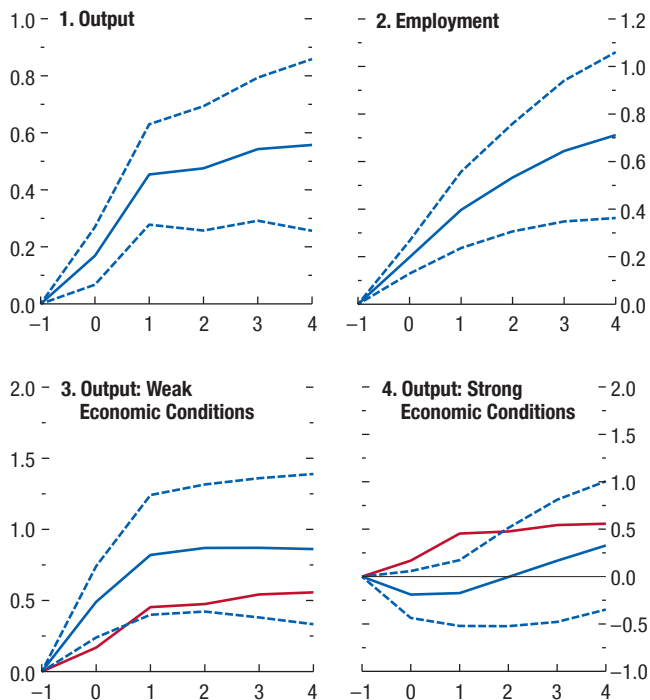 1. Output
1.0
0.8
0.6
0.4
0.2
0.0
–1 0 1 2 3 4
2. Employment
1.2
1.0
0.8
0.6
0.4
0.2
0.0
–1 0 1 2 3 4
3. Output: Weak
Economic Conditions
2.0
1.5
1.0
0.5
0.0
–1 0 1 2 3 4
4. Output: Strong
Economic Conditions
2.0
1.5
1.0
0.5
0.0
–0.5
–1.0
–1 0 1 2 3 4